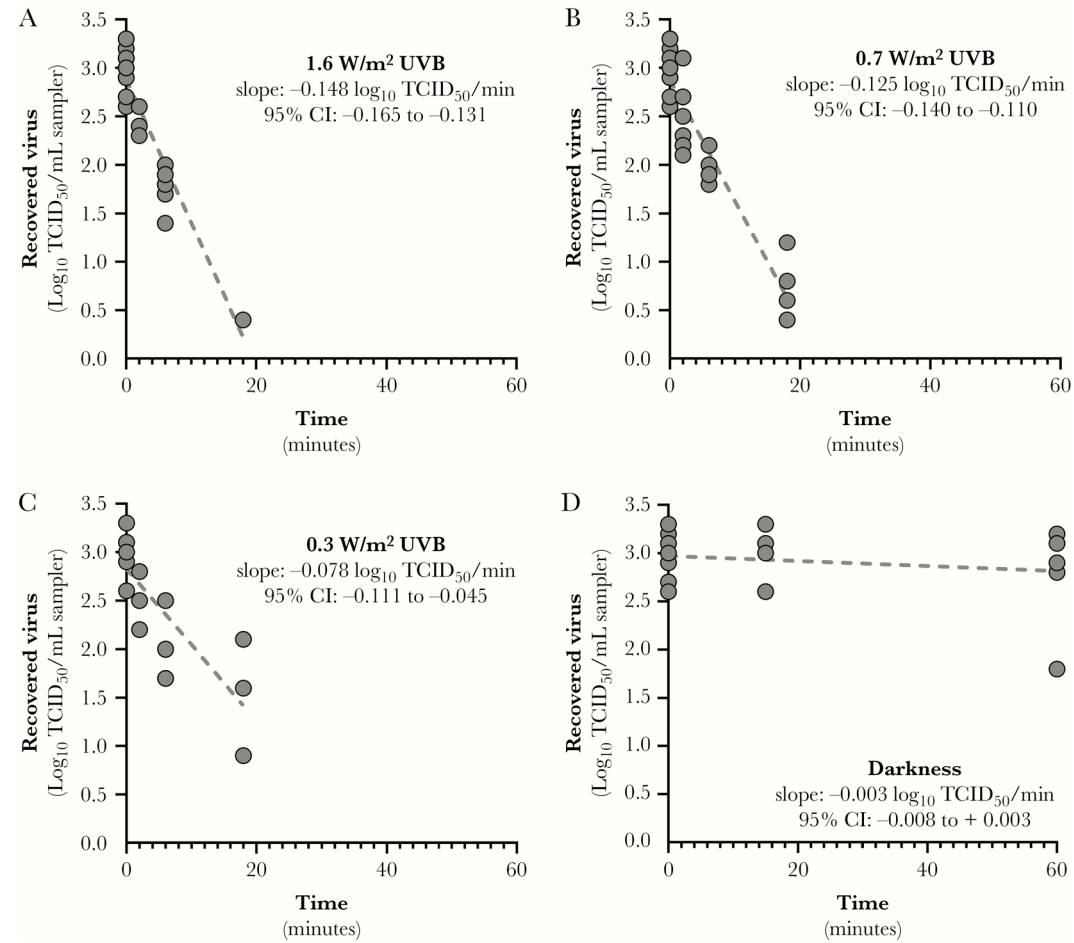 A
Recovered virus
(Log10 TCID50/mL sampler)
3.5
3.0
2.5
2.0
1.5
1.0
0.5
0.0
1.6 W/m2 UVB
slope: –0.148 log10 TCID50/min
95% CI: –0.165 to –0.131
0 20 40 60
Time
(minutes)
B
Recovered virus
(Log10 TCID50/mL sampler)
3.5
3.0
2.5
2.0
1.5
1.0
0.5
0.0
0.7 W/m2 UVB
slope: –0.125 log10 TCID50/min
95% CI: –0.140 to –0.110
0 20 40 60
Time
(minutes)
C
Recovered virus
(Log10 TCID50/mL sampler)
3.5
3.0
2.5
2.0
1.5
1.0
0.5
0.0
0.3 W/m2 UVB
slope: –0.078 log10 TCID50/min
95% CI: –0.111 to –0.045
0 20 40 60
Time
(minutes)
D
Recovered virus
(Log10 TCID50/mL sampler)
3.5
3.0
2.5
2.0
1.5
1.0
0.5
0.0
Darkness
slope: –0.003 log10 TCID50/min
95% CI: –0.008 to + 0.003
0 20 40 60
Time
(minutes)